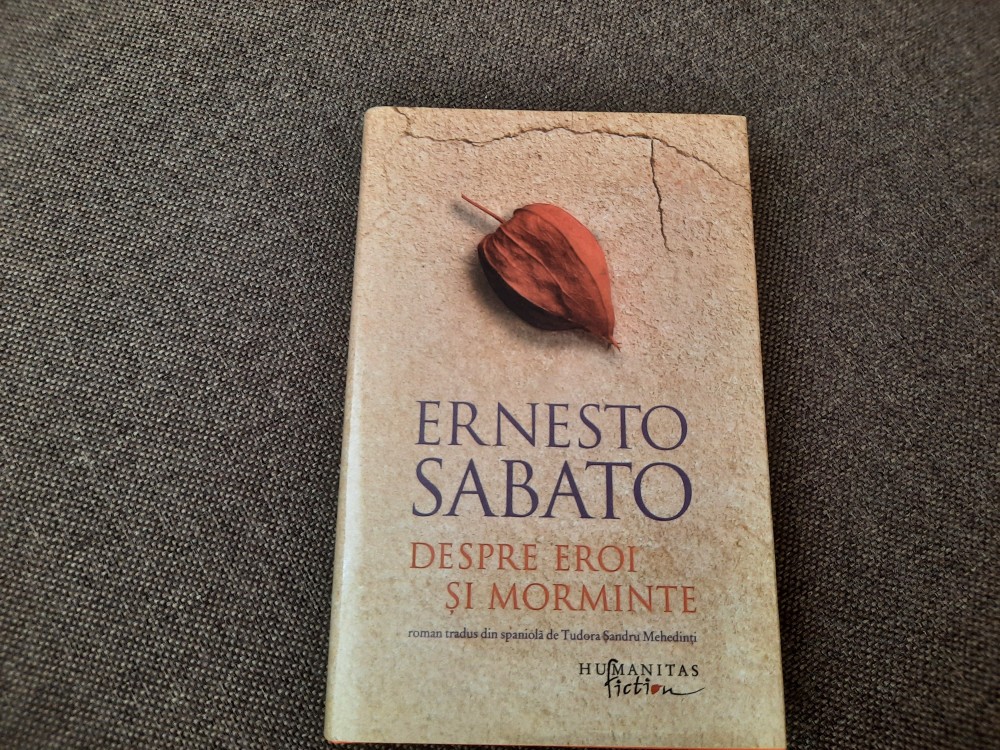 ERNESTO
SABATO
DESPRE EROI
ȘI MORMINTE
roman tradus din spaniolă de Tudora Șandru Mehedinți
HUMANITAS
fiction